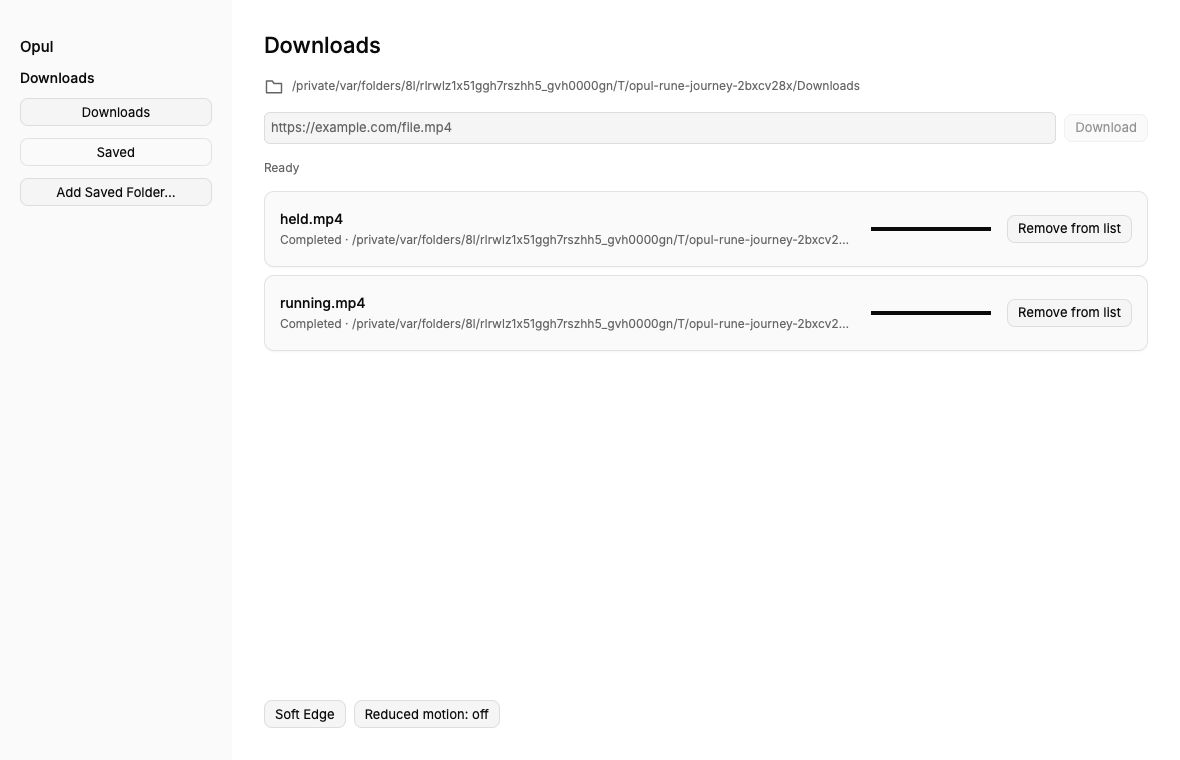 Opul
Downloads
Downloads
Saved
Add Saved Folder...
Downloads
/private/var/folders/8l/rlrwlz1x51ggh7rszhh5_gvh0000gn/T/opul-rune-journey-2bxcv28x/Downloads
https://example.com/file.mp4
Download
Ready
held.mp4
Completed · /private/var/folders/8l/rlrwlz1x51ggh7rszhh5_gvh0000gn/T/opul-rune-journey-2bxcv2...
Remove from list
running.mp4
Completed · /private/var/folders/8l/rlrwlz1x51ggh7rszhh5_gvh0000gn/T/opul-rune-journey-2bxcv2...
Remove from list
Soft Edge
Reduced motion: off